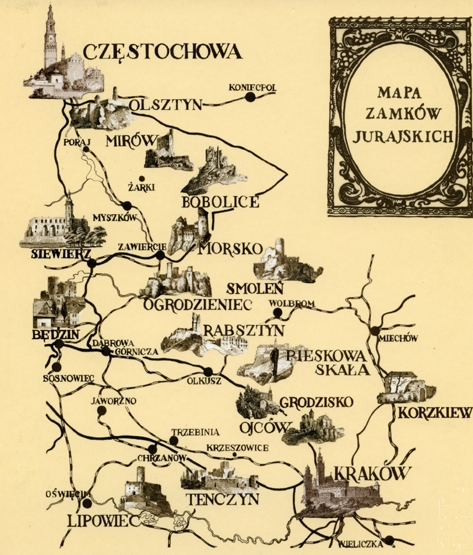 CZĘSTOCHOWA
KONIECPOL
OLSZTYN
MAPA
ZAMKÓW
JURAJSKICH
PORAJ
MIRÓW
ŻARKI
BOBOLICE
MYSZKÓW
SIEWIERZ
ZAWIERCIE
MORSKO
SMOLEŃ
OGRODZIENIEC
WOLBROM
BĘDZIN
RABSZTYN
MIECHÓW
DĄBROWA
GÓRNICZA
PIESKOWA
SKAŁA
SOSNOWIEC
OLKUSZ
GRODZISKO
KORZKIEW
JAWORZNO
OJCÓW
TRZEBINIA
KRZESZOWICE
CHRZANÓW
KRAKÓW
TENCZYN
OŚWIĘCIM
LIPOWIEC
WIELICZKA